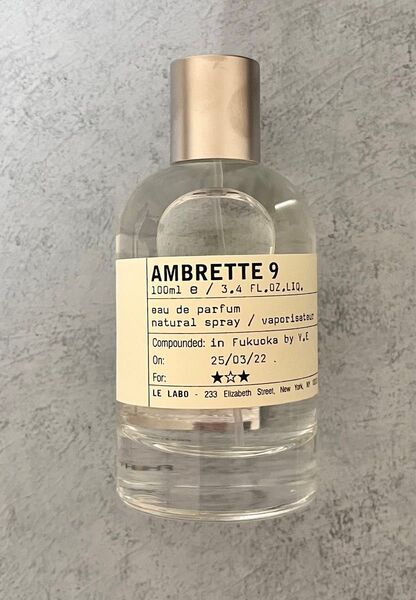 AMBRETTE 9
100ml e / 3.4 FL.OZ.LIQ.
eau de parfum
natural spray / vaporisateur
Compounded: in Fukuoka by Y.E
On: 25/03/22 .
For: ★☆★
LE LABO - 233 Elizabeth Street, New York, NY